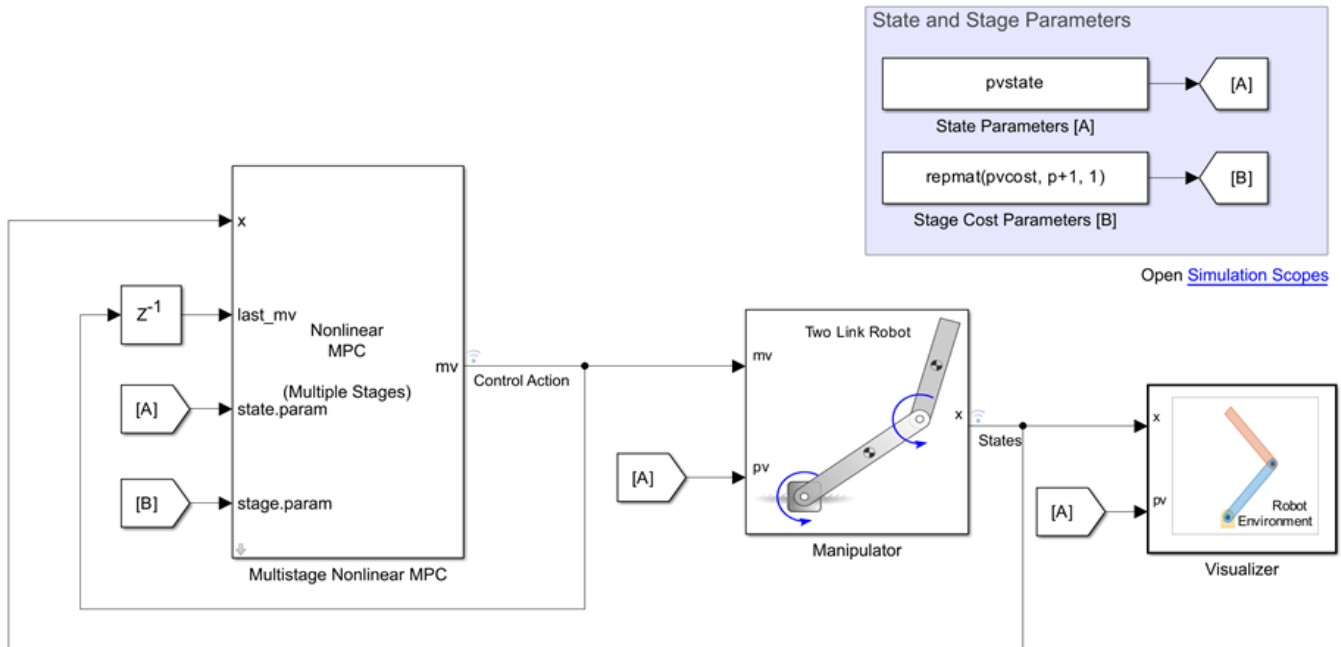 State and Stage Parameters
pvstate
[A]
State Parameters [A]
repmat(pvcost, p+1, 1)
[B]
Stage Cost Parameters [B]
Open Simulation Scopes
x
Z-1
last_mv
Nonlinear
MPC
(Multiple Stages)
mv
Control Action
[A]
state.param
[B]
stage.param
Multistage Nonlinear MPC
Two Link Robot
mv
x
States
[A]
pv
Manipulator
x
[A]
pv
Robot
Environment
Visualizer